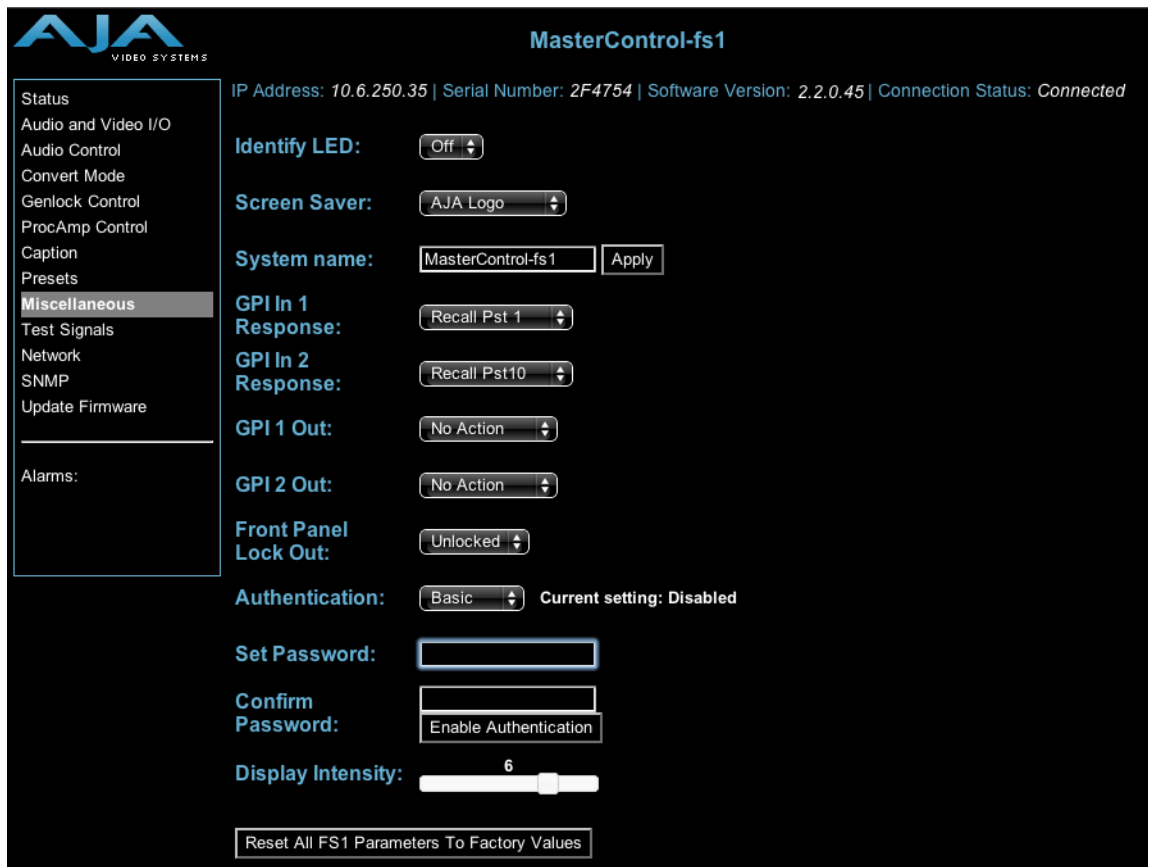 AJA
VIDEO SYSTEMS
MasterControl-fs1
IP Address: 10.6.250.35 | Serial Number: 2F4754 | Software Version: 2.2.0.45 | Connection Status: Connected
Status
Audio and Video I/O
Audio Control
Convert Mode
Genlock Control
ProcAmp Control
Caption
Presets
Miscellaneous
Test Signals
Network
SNMP
Update Firmware
Alarms:
Identify LED: Off
Screen Saver: AJA Logo
System name: MasterControl-fs1 Apply
GPI In 1
Response: Recall Pst 1
GPI In 2
Response: Recall Pst10
GPI 1 Out: No Action
GPI 2 Out: No Action
Front Panel
Lock Out: Unlocked
Authentication: Basic Current setting: Disabled
Set Password:
Confirm
Password: Enable Authentication
Display Intensity: 6
Reset All FS1 Parameters To Factory Values